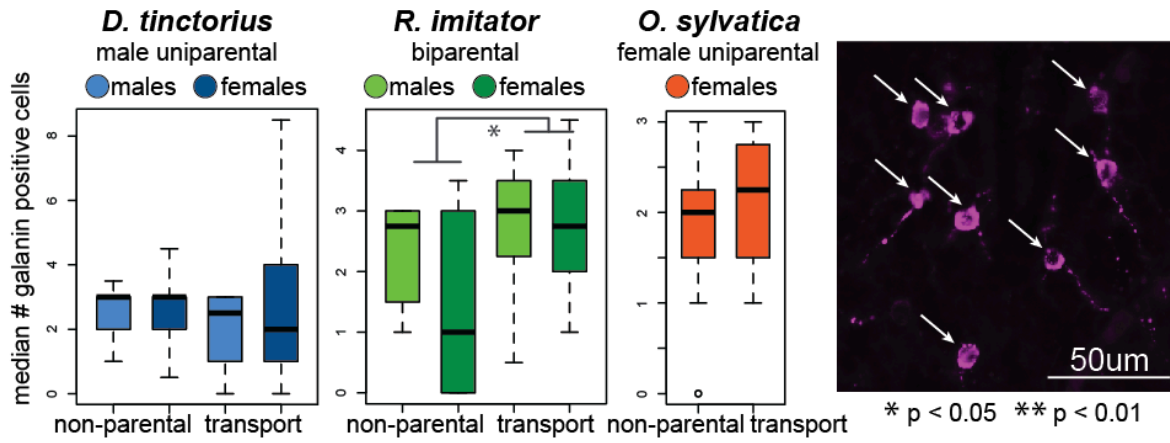 D. tinctorius
male uniparental
males females
R. imitator
biparental
males females
O. sylvatica
female uniparental
females
median # galanin positive cells
8
6
4
2
0
non-parental transport
4
3
2
1
0
*
non-parental transport
3
2
1
0
non-parental transport
50um
* p < 0.05 ** p < 0.01